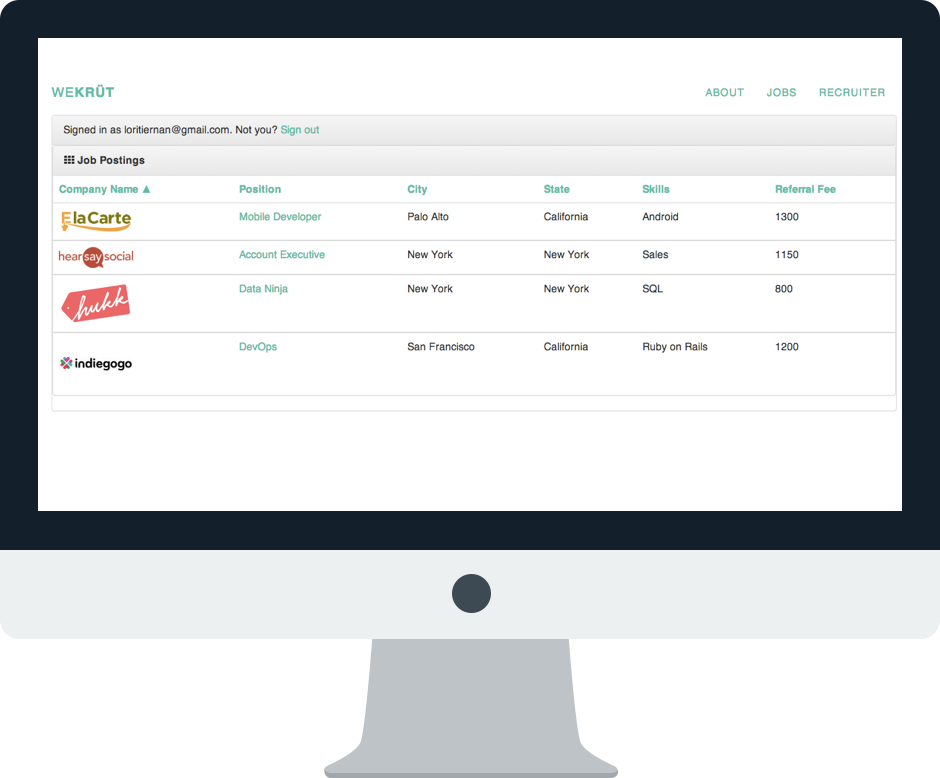 WEKRÜT ABOUT JOBS RECRUITER
Signed in as loritiernan@gmail.com. Not you? Sign out
Job Postings
Company Name ▲ Position City State Skills Referral Fee
E laCarte Mobile Developer Palo Alto California Android 1300
hearsaysocial Account Executive New York New York Sales 1150
hukk Data Ninja New York New York SQL 800
indiegogo DevOps San Francisco California Ruby on Rails 1200